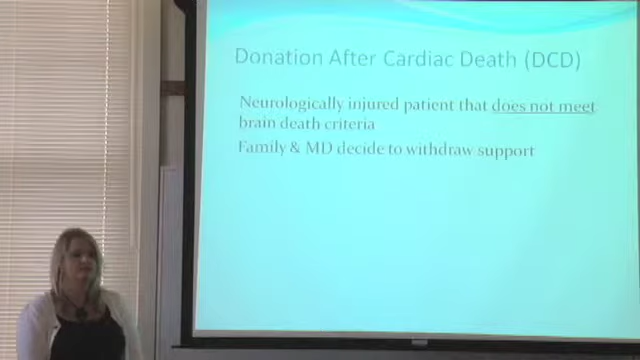 Donation After Cardiac Death (DCD)
Neurologically injured patient that does not meet
brain death criteria
Family & MD decide to withdraw support